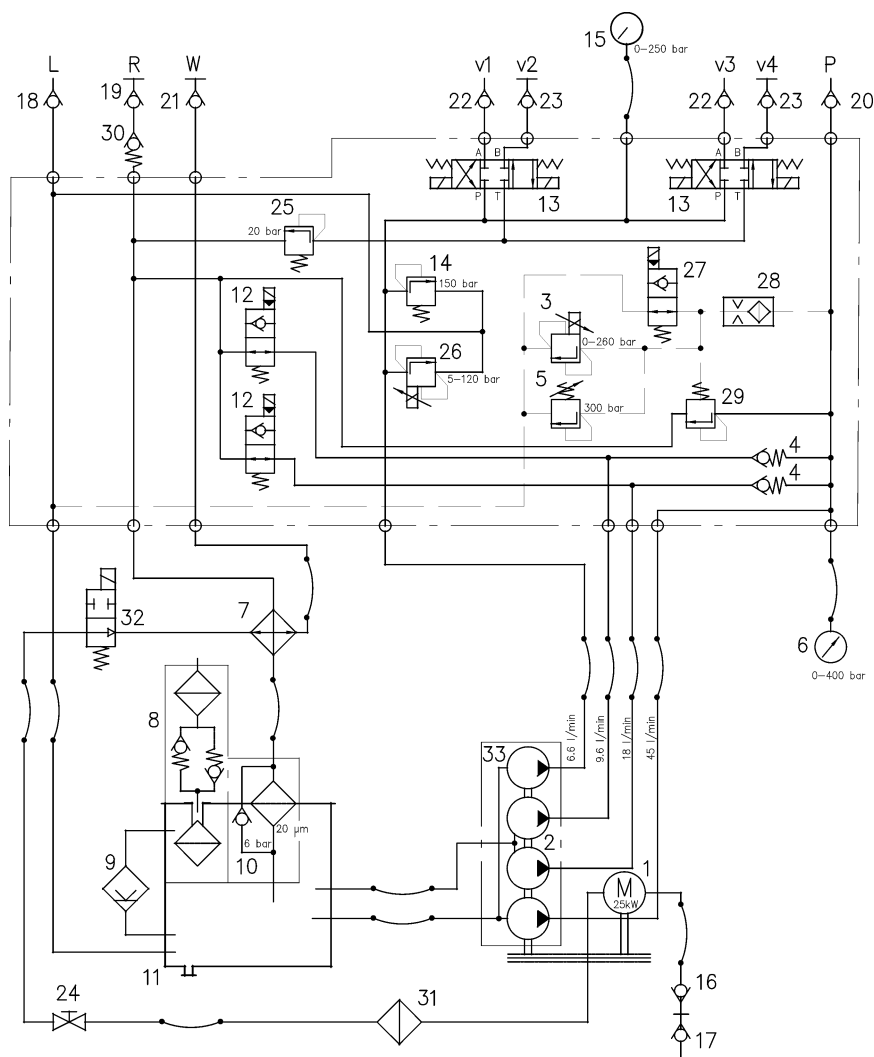 15
0-250 bar
L R W v1 v2 v3 v4 P
18 19 21 22 23 22 23 20
30
A B A B
P T P T
13 13
25
20 bar
14
150 bar
27
28
12
3
0-260 bar
26
5-120 bar
5
300 bar
29
12
4
4
32
7
6
0-400 bar
8
6.6 l/min
9.6 l/min
18 l/min
45 l/min
33
20 µm
6 bar
2
9
10
1
M
25kW
11
24
31
16
17